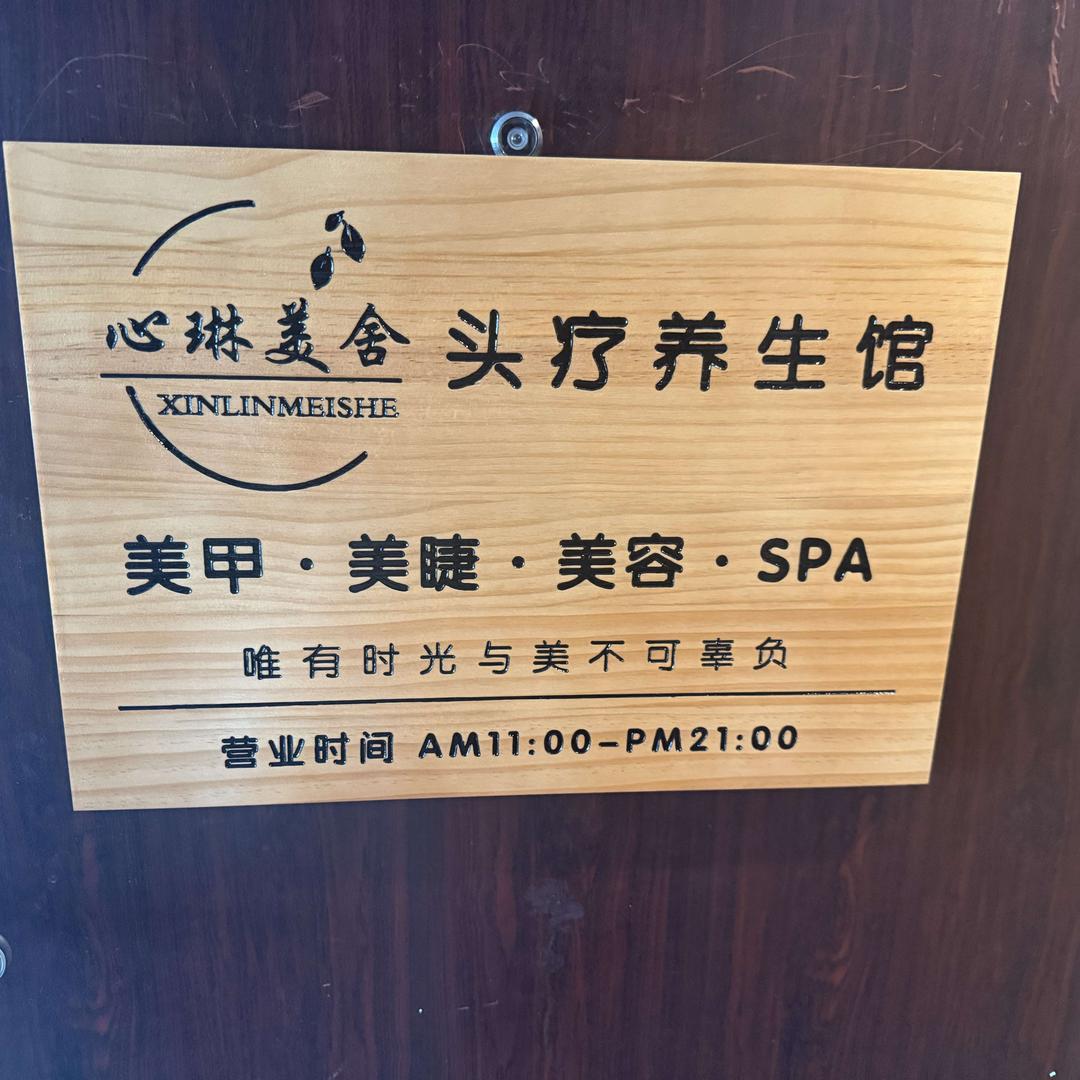 心琳美舍
XINLINMEISHE
头疗养生馆
美甲·美睫·美容·SPA
唯有时光与美不可辜负
营业时间 AM11:00-PM21:00